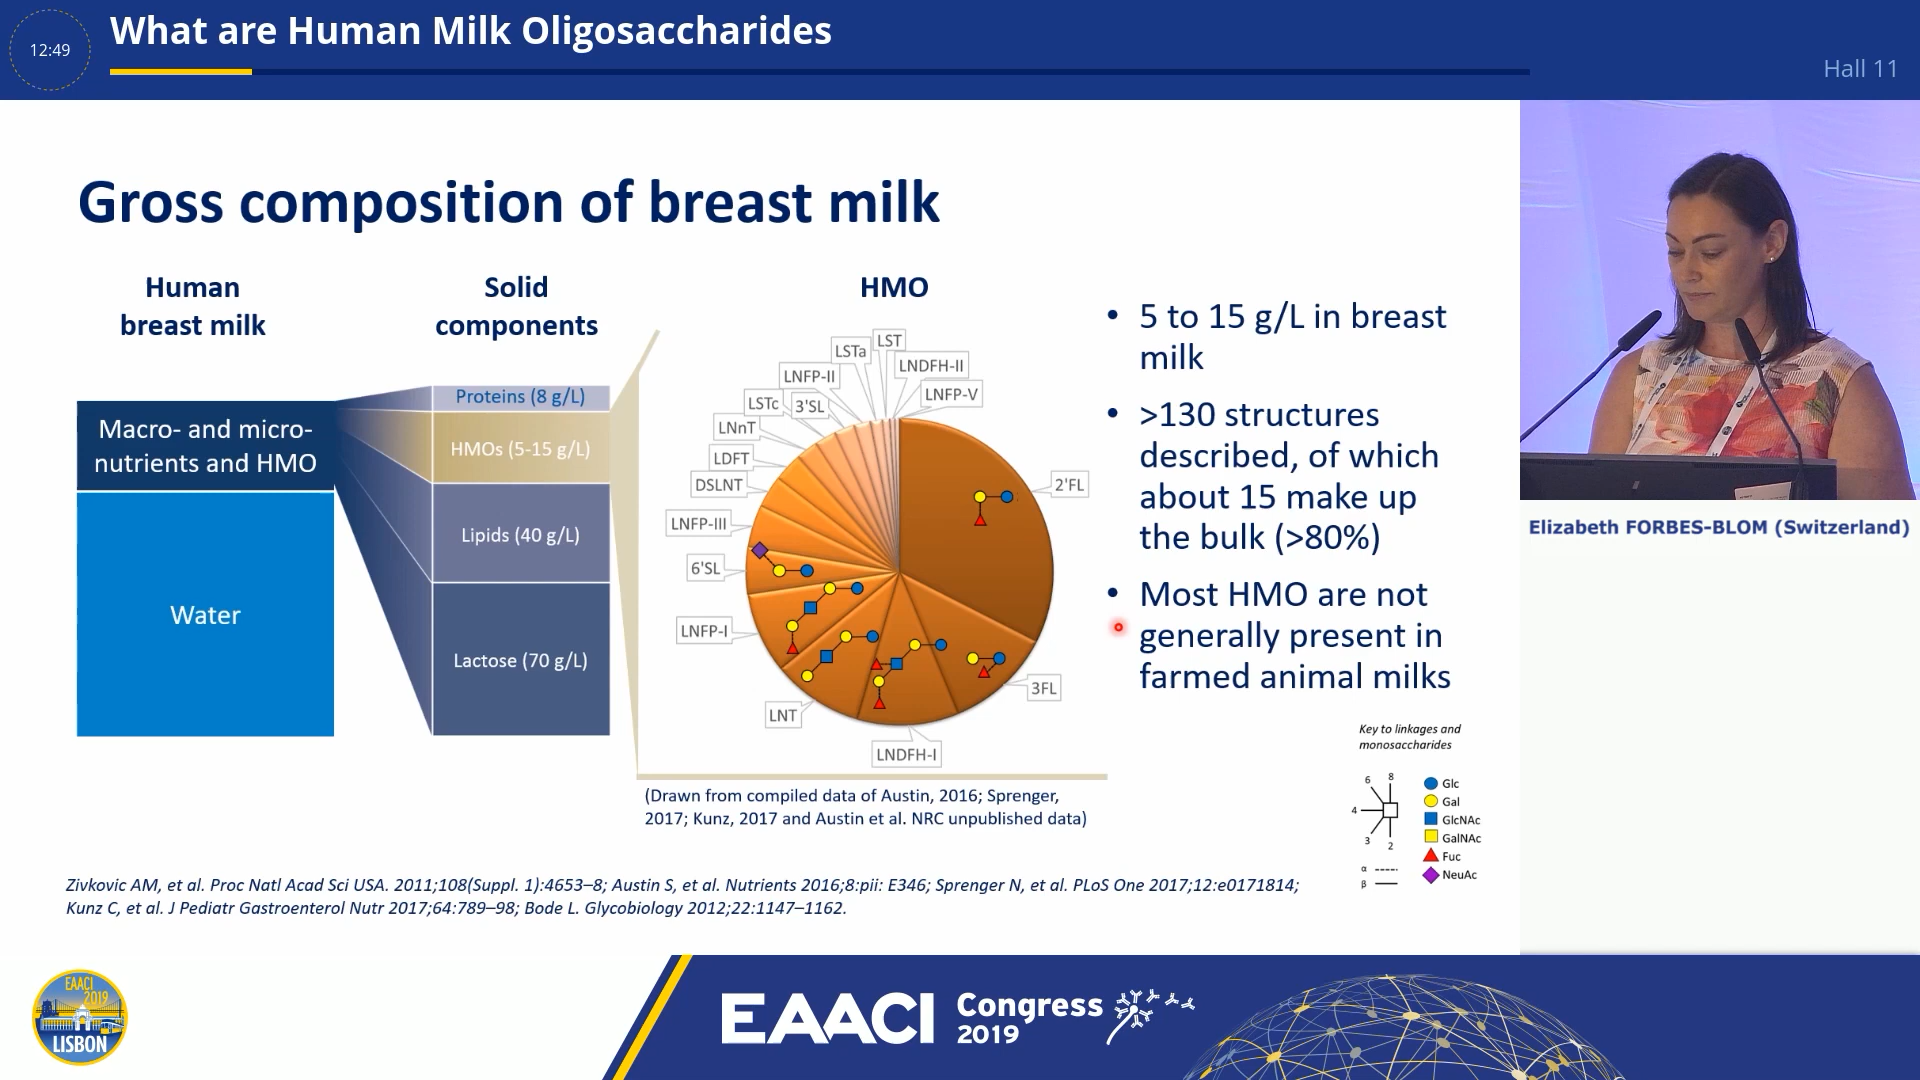 12:49
What are Human Milk Oligosaccharides
Hall 11
Gross composition of breast milk
Human
breast milk
Solid
components
HMO
Macro- and micro-
nutrients and HMO
Water
Proteins (8 g/L)
HMOs (5-15 g/L)
Lipids (40 g/L)
Lactose (70 g/L)
LST
LSTa
LNDFH-II
LNFP-II
LNFP-V
LSTc
3'SL
LNnT
LDFT
DSLNT
2'FL
LNFP-III
6'SL
LNFP-I
3FL
LNT
LNDFH-I
(Drawn from compiled data of Austin, 2016; Sprenger,
2017; Kunz, 2017 and Austin et al. NRC unpublished data)
• 5 to 15 g/L in breast
milk
• >130 structures
described, of which
about 15 make up
the bulk (>80%)
• Most HMO are not
generally present in
farmed animal milks
Key to linkages and
monosaccharides
6 8
4
3 2
α
β
Glc
Gal
GlcNAc
GalNAc
Fuc
NeuAc
Zivkovic AM, et al. Proc Natl Acad Sci USA. 2011;108(Suppl. 1):4653–8; Austin S, et al. Nutrients 2016;8:pii: E346; Sprenger N, et al. PLoS One 2017;12:e0171814;
Kunz C, et al. J Pediatr Gastroenterol Nutr 2017;64:789–98; Bode L. Glycobiology 2012;22:1147–1162.
Elizabeth FORBES-BLOM (Switzerland)
EAACI
2019
LISBON
EAACI
Congress
2019